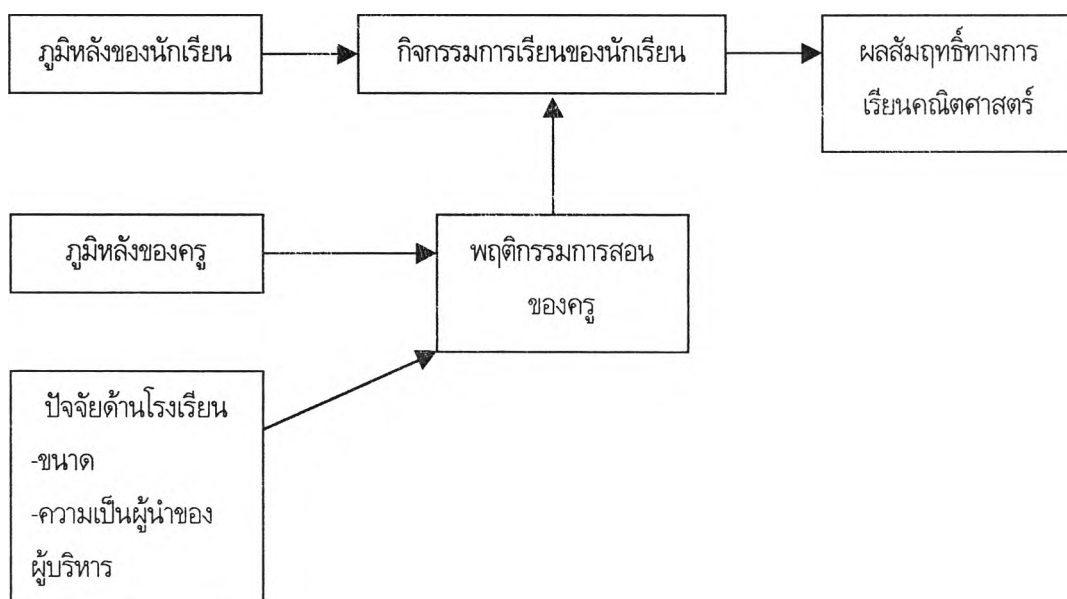 ภูมิหลังของนักเรียน
กิจกรรมการเรียนของนักเรียน
ผลสัมฤทธิ์ทางการ
เรียนคณิตศาสตร์
ภูมิหลังของครู
พฤติกรรมการสอน
ของครู
ปัจจัยด้านโรงเรียน
-ขนาด
-ความเป็นผู้นำของ
ผู้บริหาร